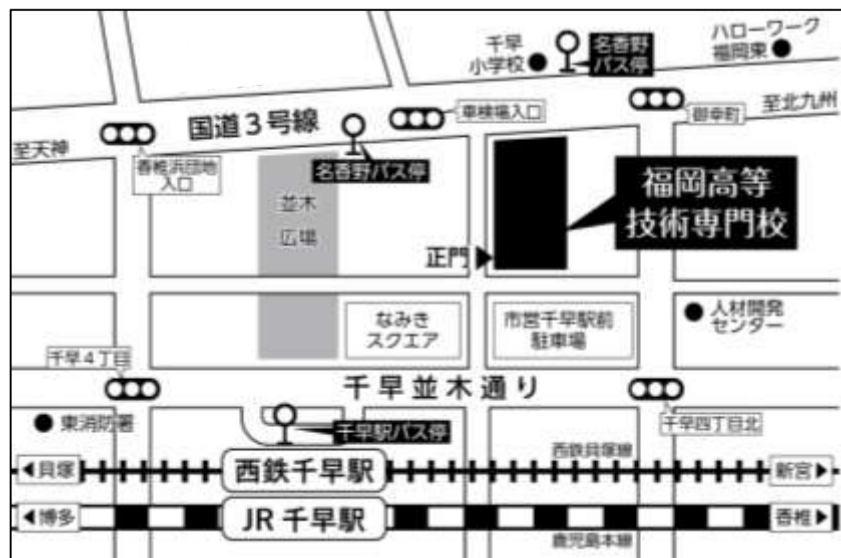 千早
小学校
名香野
バス停
ハローワーク
福岡東
国道3号線
車検場入口
御幸町
至北九州
至天神
香椎浜団地
入口
名香野バス停
並木
広場
福岡高等
技術専門校
正門
なみき
スクエア
市営千早駅前
駐車場
人材開発
センター
千早4丁目
千早並木通り
東消防署
千早駅バス停
千早四丁目北
西鉄貝塚線
貝塚
西鉄千早駅
新宮
博多
JR 千早駅
香椎
鹿児島本線